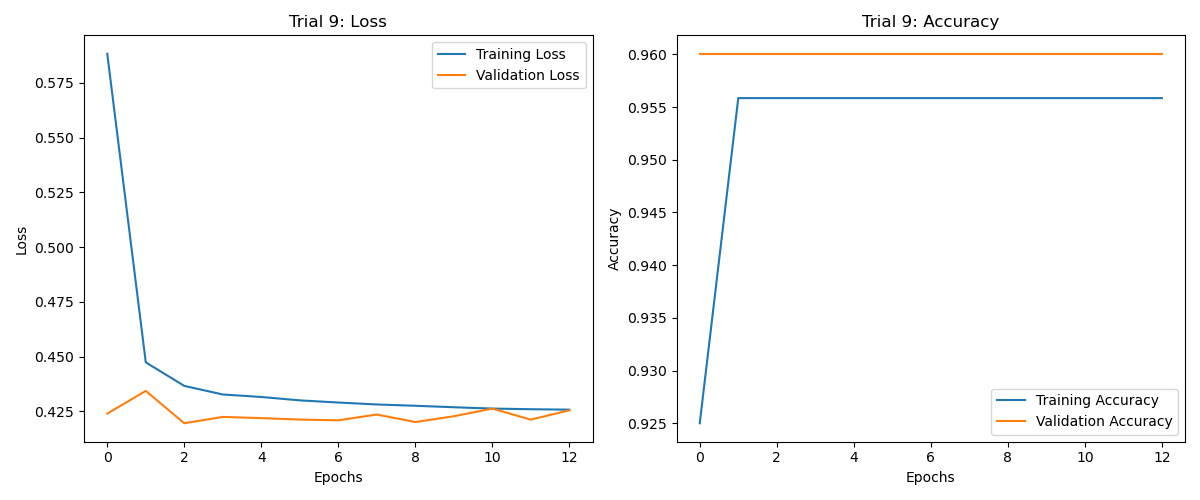 Trial 9: Loss
Training Loss
Validation Loss
0.575
0.550
0.525
0.500
0.475
0.450
0.425
Loss
0 2 4 6 8 10 12
Epochs
Trial 9: Accuracy
0.960
0.955
0.950
0.945
0.940
0.935
0.930
0.925
Accuracy
Training Accuracy
Validation Accuracy
0 2 4 6 8 10 12
Epochs